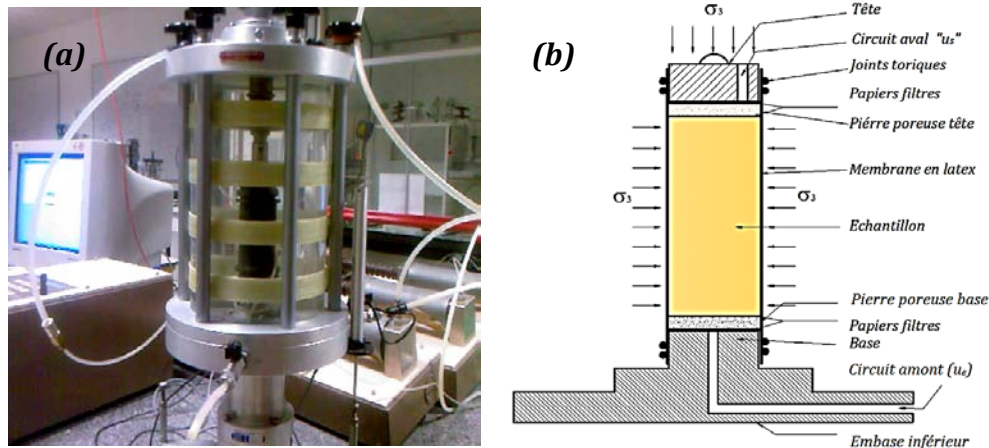 (a)
(b)
σ₃
Tête
Circuit aval "us"
Joints toriques
Papiers filtres
Piérre poreuse tête
Membrane en latex
σ₃
σ₃
Echantillon
Pierre poreuse base
Papiers filtres
Base
Circuit amont (ue)
Embase inférieur